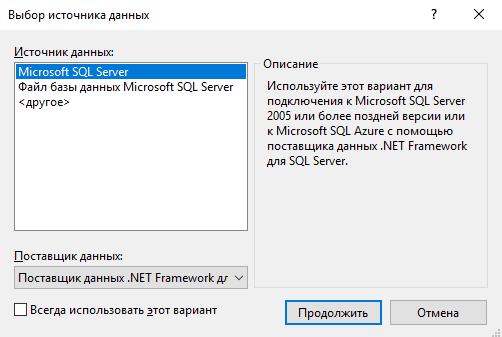 Выбор источника данных
?
Источник данных:
Microsoft SQL Server
Файл базы данных Microsoft SQL Server
<другое>
Описание
Используйте этот вариант для
подключения к Microsoft SQL Server
2005 или более поздней версии или
к Microsoft SQL Azure с помощью
поставщика данных .NET Framework
для SQL Server.
Поставщик данных:
Поставщик данных .NET Framework дл
Всегда использовать этот вариант
Продолжить
Отмена